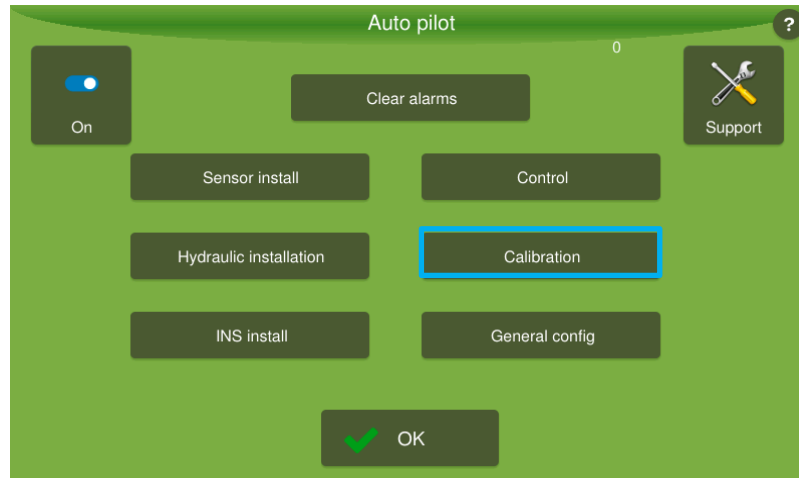 Auto pilot
?
0
On
Clear alarms
Support
Sensor install
Control
Hydraulic installation
Calibration
INS install
General config
OK